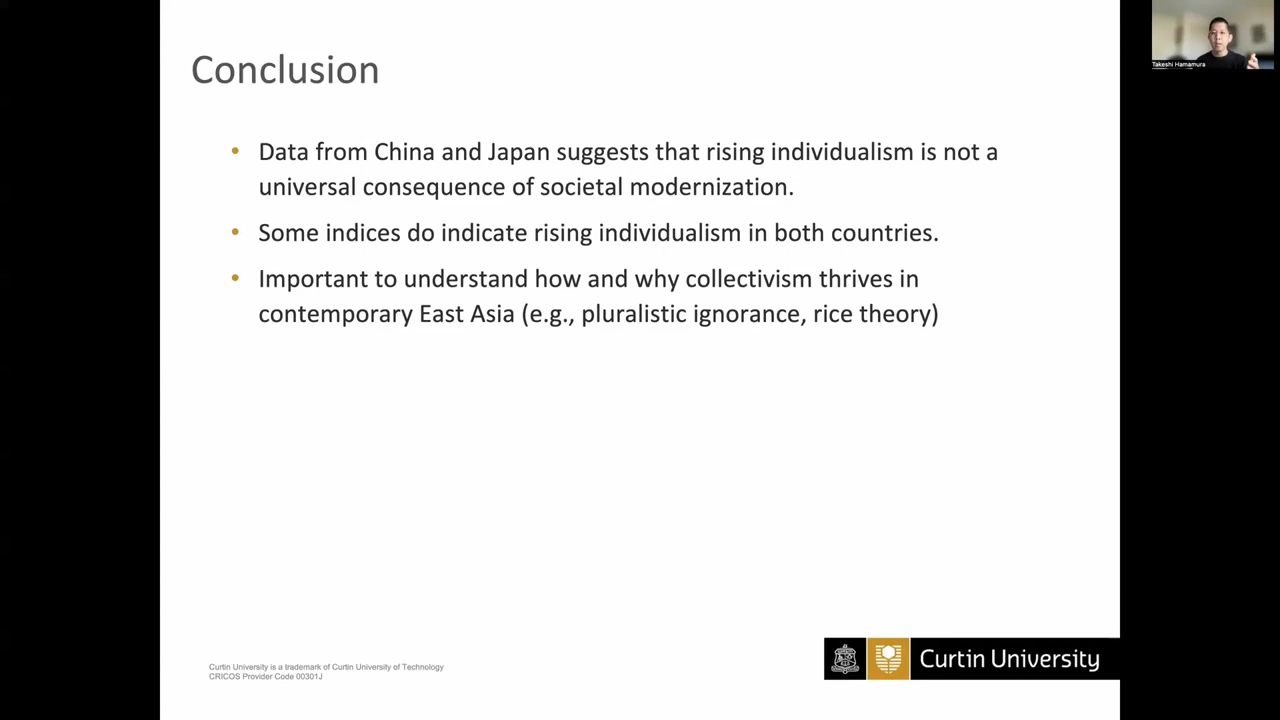 Takeshi Hamamura
Conclusion
• Data from China and Japan suggests that rising individualism is not a
universal consequence of societal modernization.
• Some indices do indicate rising individualism in both countries.
• Important to understand how and why collectivism thrives in
contemporary East Asia (e.g., pluralistic ignorance, rice theory)
Curtin University is a trademark of Curtin University of Technology
CRICOS Provider Code 00301J
Curtin University